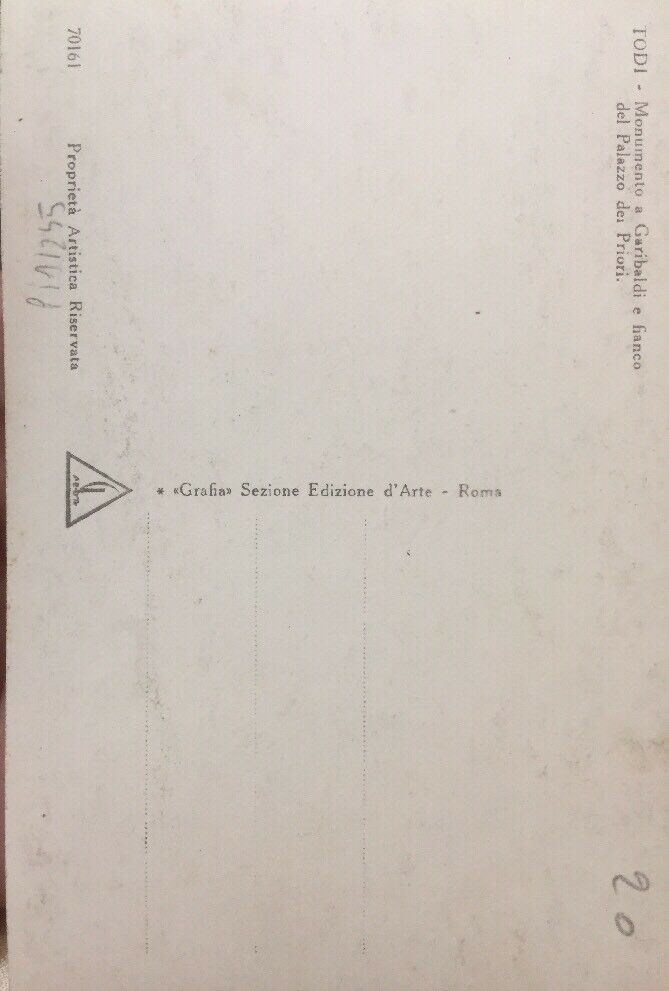 TODI - Monumento a Garibaldi e fianco
del Palazzo dei Priori.
* «Grafia» Sezione Edizione d'Arte - Roma
70161
Proprietà Artistica Riservata
20